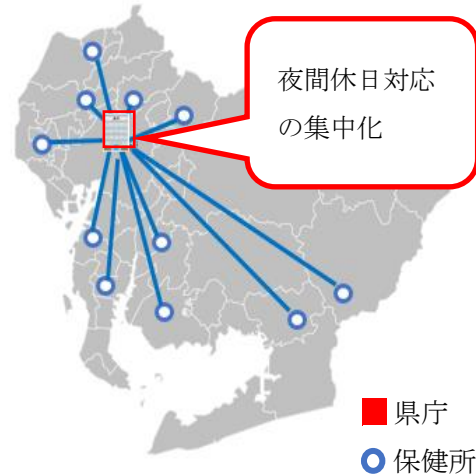 夜間休日対応
の集中化
県庁
保健所